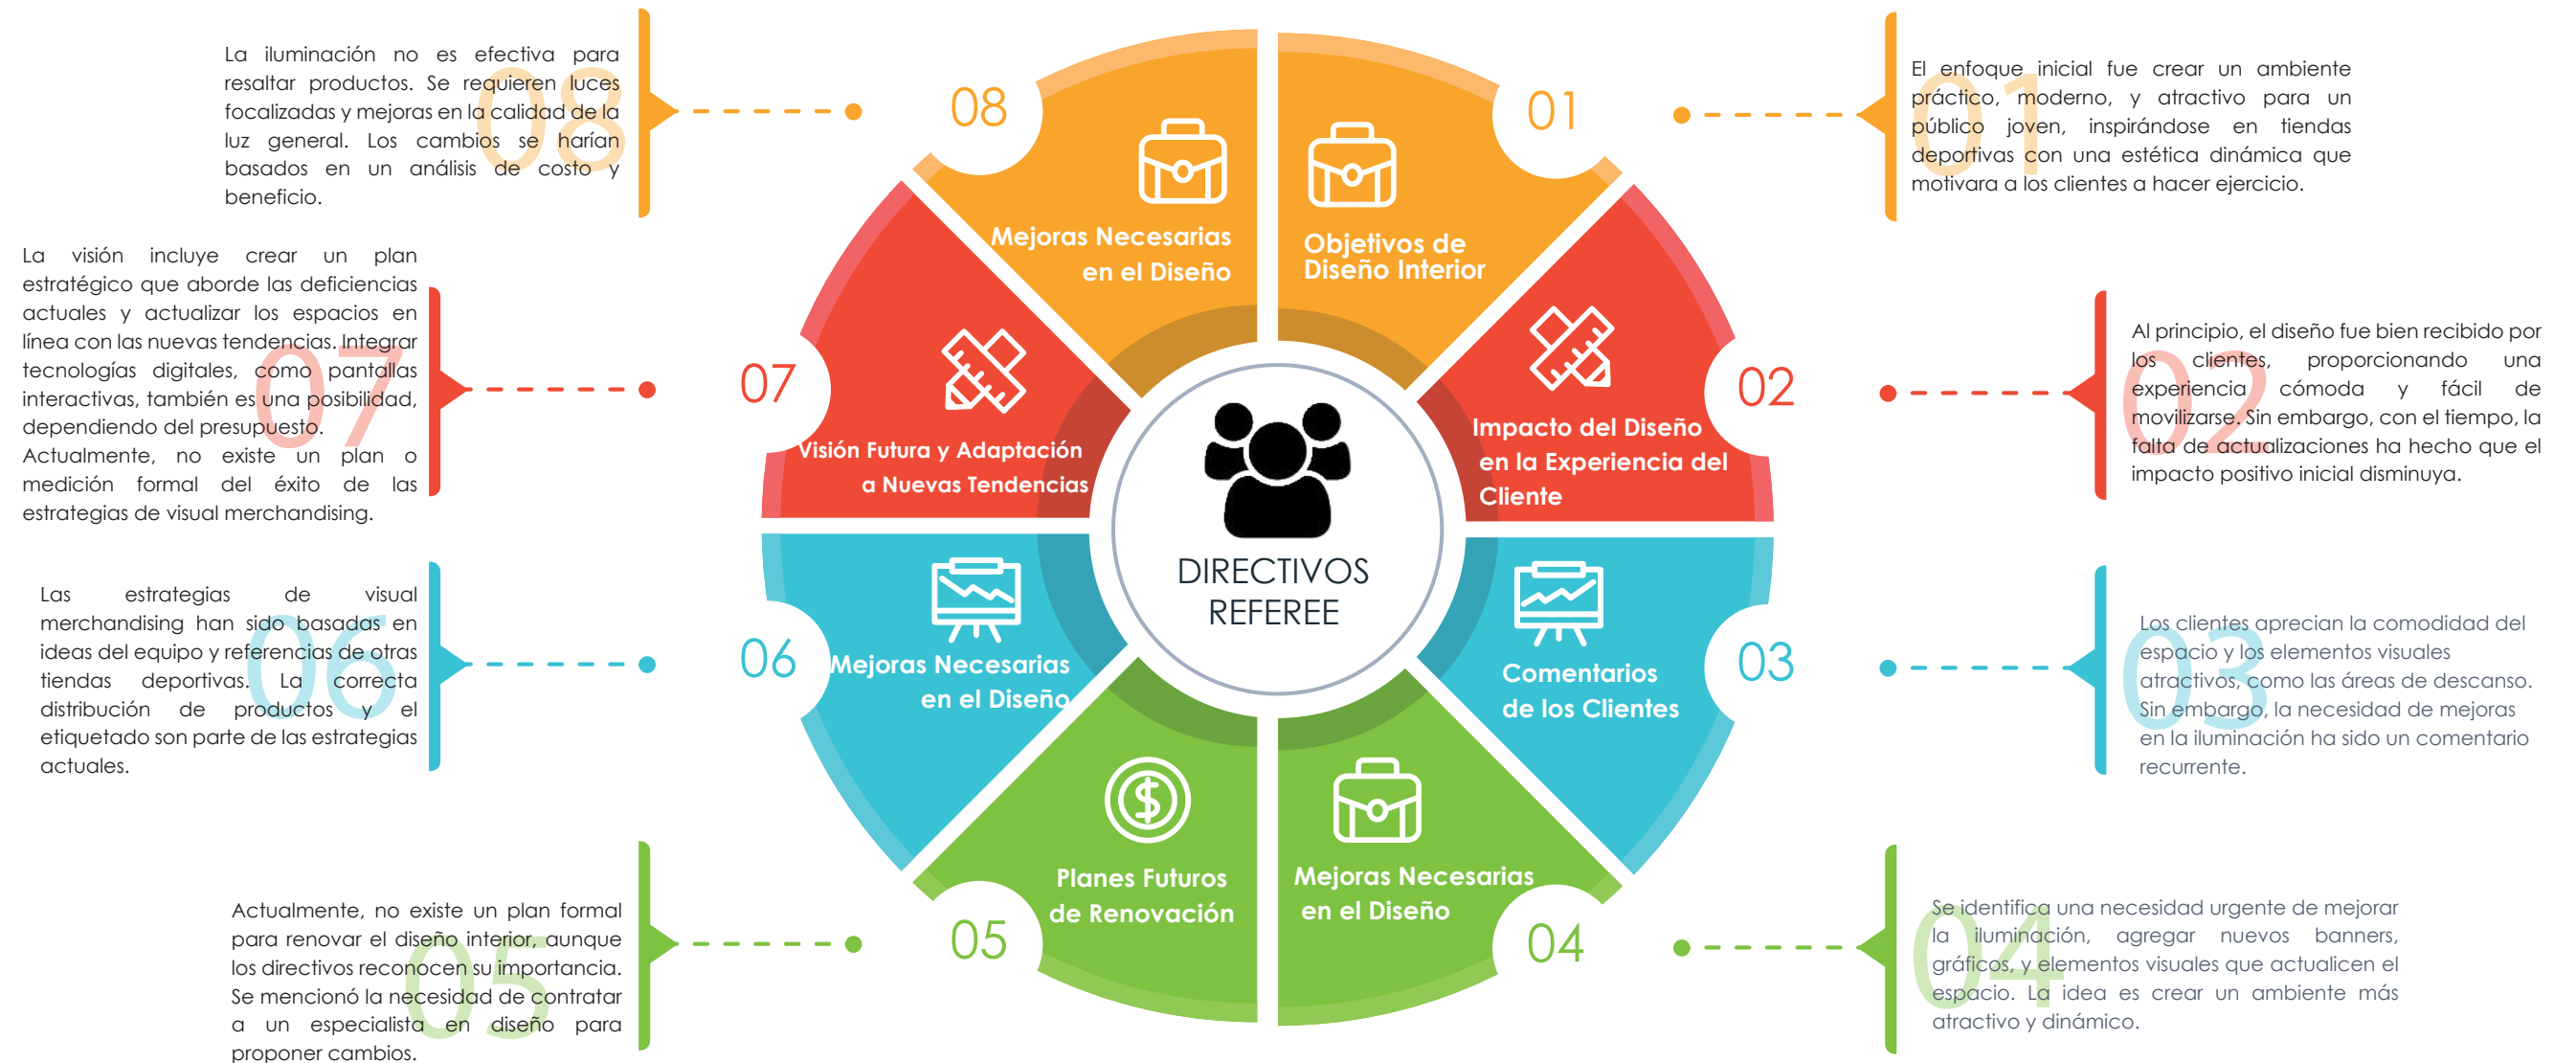 DIRECTIVOS
REFEREE
01
Objetivos de
Diseño Interior
01
El enfoque inicial fue crear un ambiente
práctico, moderno, y atractivo para un
público joven, inspirándose en tiendas
deportivas con una estética dinámica que
motivara a los clientes a hacer ejercicio.
02
Impacto del Diseño
en la Experiencia del
Cliente
02
Al principio, el diseño fue bien recibido por
los clientes, proporcionando una
experiencia cómoda y fácil de
movilizarse. Sin embargo, con el tiempo, la
falta de actualizaciones ha hecho que el
impacto positivo inicial disminuya.
03
Comentarios
de los Clientes
03
Los clientes aprecian la comodidad del
espacio y los elementos visuales
atractivos, como las áreas de descanso.
Sin embargo, la necesidad de mejoras
en la iluminación ha sido un comentario
recurrente.
04
Mejoras Necesarias
en el Diseño
04
Se identifica una necesidad urgente de mejorar
la iluminación, agregar nuevos banners,
gráficos, y elementos visuales que actualicen el
espacio. La idea es crear un ambiente más
atractivo y dinámico.
05
Planes Futuros
de Renovación
05
Actualmente, no existe un plan formal
para renovar el diseño interior, aunque
los directivos reconocen su importancia.
Se mencionó la necesidad de contratar
a un especialista en diseño para
proponer cambios.
06
Mejoras Necesarias
en el Diseño
06
Las estrategias de visual
merchandising han sido basadas en
ideas del equipo y referencias de otras
tiendas deportivas. La correcta
distribución de productos y el
etiquetado son parte de las estrategias
actuales.
07
Visión Futura y Adaptación
a Nuevas Tendencias
07
La visión incluye crear un plan
estratégico que aborde las deficiencias
actuales y actualizar los espacios en
línea con las nuevas tendencias. Integrar
tecnologías digitales, como pantallas
interactivas, también es una posibilidad,
dependiendo del presupuesto.
Actualmente, no existe un plan o
medición formal del éxito de las
estrategias de visual merchandising.
08
Mejoras Necesarias
en el Diseño
08
La iluminación no es efectiva para
resaltar productos. Se requieren luces
focalizadas y mejoras en la calidad de la
luz general. Los cambios se harían
basados en un análisis de costo y
beneficio.